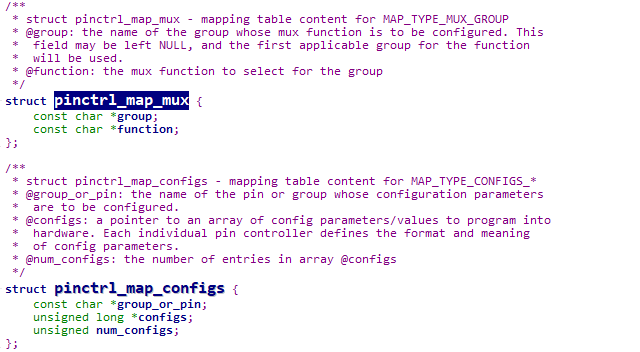 /**
 * struct pinctrl_map_mux - mapping table content for MAP_TYPE_MUX_GROUP
 * @group: the name of the group whose mux function is to be configured. This
 *   field may be left NULL, and the first applicable group for the function
 *   will be used.
 * @function: the mux function to select for the group
 */
struct pinctrl_map_mux {
    const char *group;
    const char *function;
};

/**
 * struct pinctrl_map_configs - mapping table content for MAP_TYPE_CONFIGS_*
 * @group_or_pin: the name of the pin or group whose configuration parameters
 *   are to be configured.
 * @configs: a pointer to an array of config parameters/values to program into
 *   hardware. Each individual pin controller defines the format and meaning
 *   of config parameters.
 * @num_configs: the number of entries in array @configs
 */
struct pinctrl_map_configs {
    const char *group_or_pin;
    unsigned long *configs;
    unsigned num_configs;
};